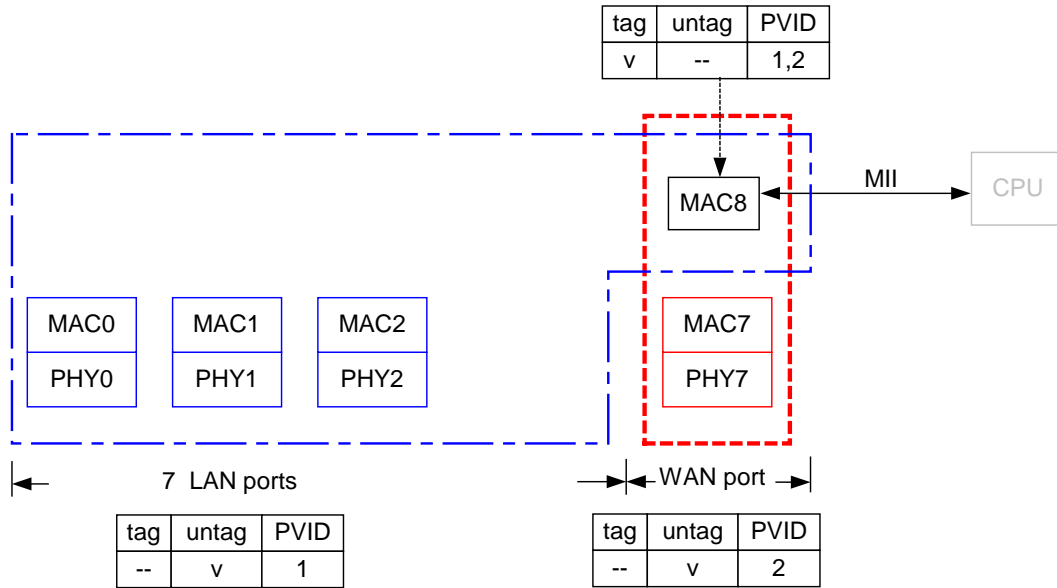 tag untag PVID
v -- 1,2
MII
CPU
MAC8
MAC0 MAC1 MAC2 MAC7
PHY0 PHY1 PHY2 PHY7
7 LAN ports WAN port
tag untag PVID tag untag PVID
-- v 1 -- v 2